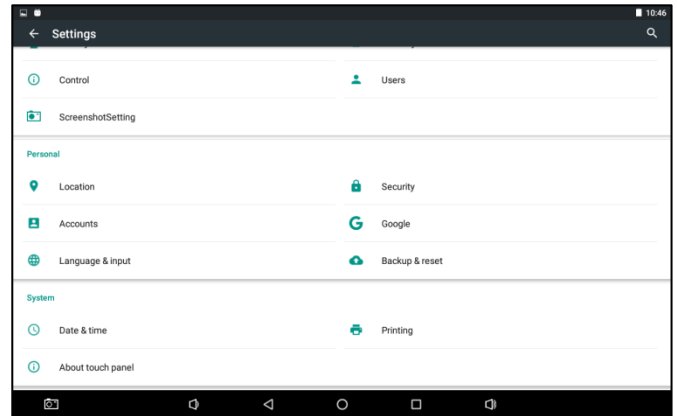 10:46
Settings
Control
Users
ScreenshotSetting
Personal
Location
Security
Accounts
Google
Language & input
Backup & reset
System
Date & time
Printing
About touch panel